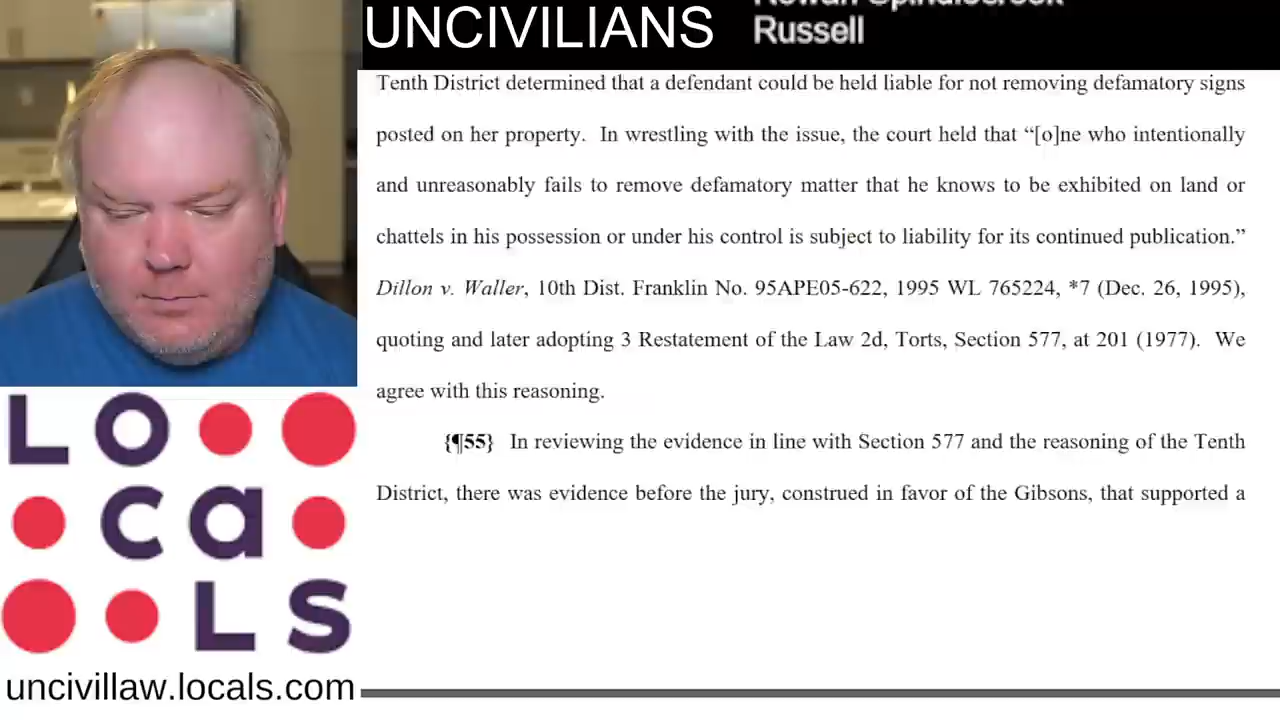 UNCIVILIANS
Russell
Tenth District determined that a defendant could be held liable for not removing defamatory signs
posted on her property. In wrestling with the issue, the court held that “[o]ne who intentionally
and unreasonably fails to remove defamatory matter that he knows to be exhibited on land or
chattels in his possession or under his control is subject to liability for its continued publication.”
Dillon v. Waller, 10th Dist. Franklin No. 95APE05-622, 1995 WL 765224, *7 (Dec. 26, 1995),
quoting and later adopting 3 Restatement of the Law 2d, Torts, Section 577, at 201 (1977). We
agree with this reasoning.
{¶55} In reviewing the evidence in line with Section 577 and the reasoning of the Tenth
District, there was evidence before the jury, construed in favor of the Gibsons, that supported a
LO
ca
LS
uncivillaw.locals.com